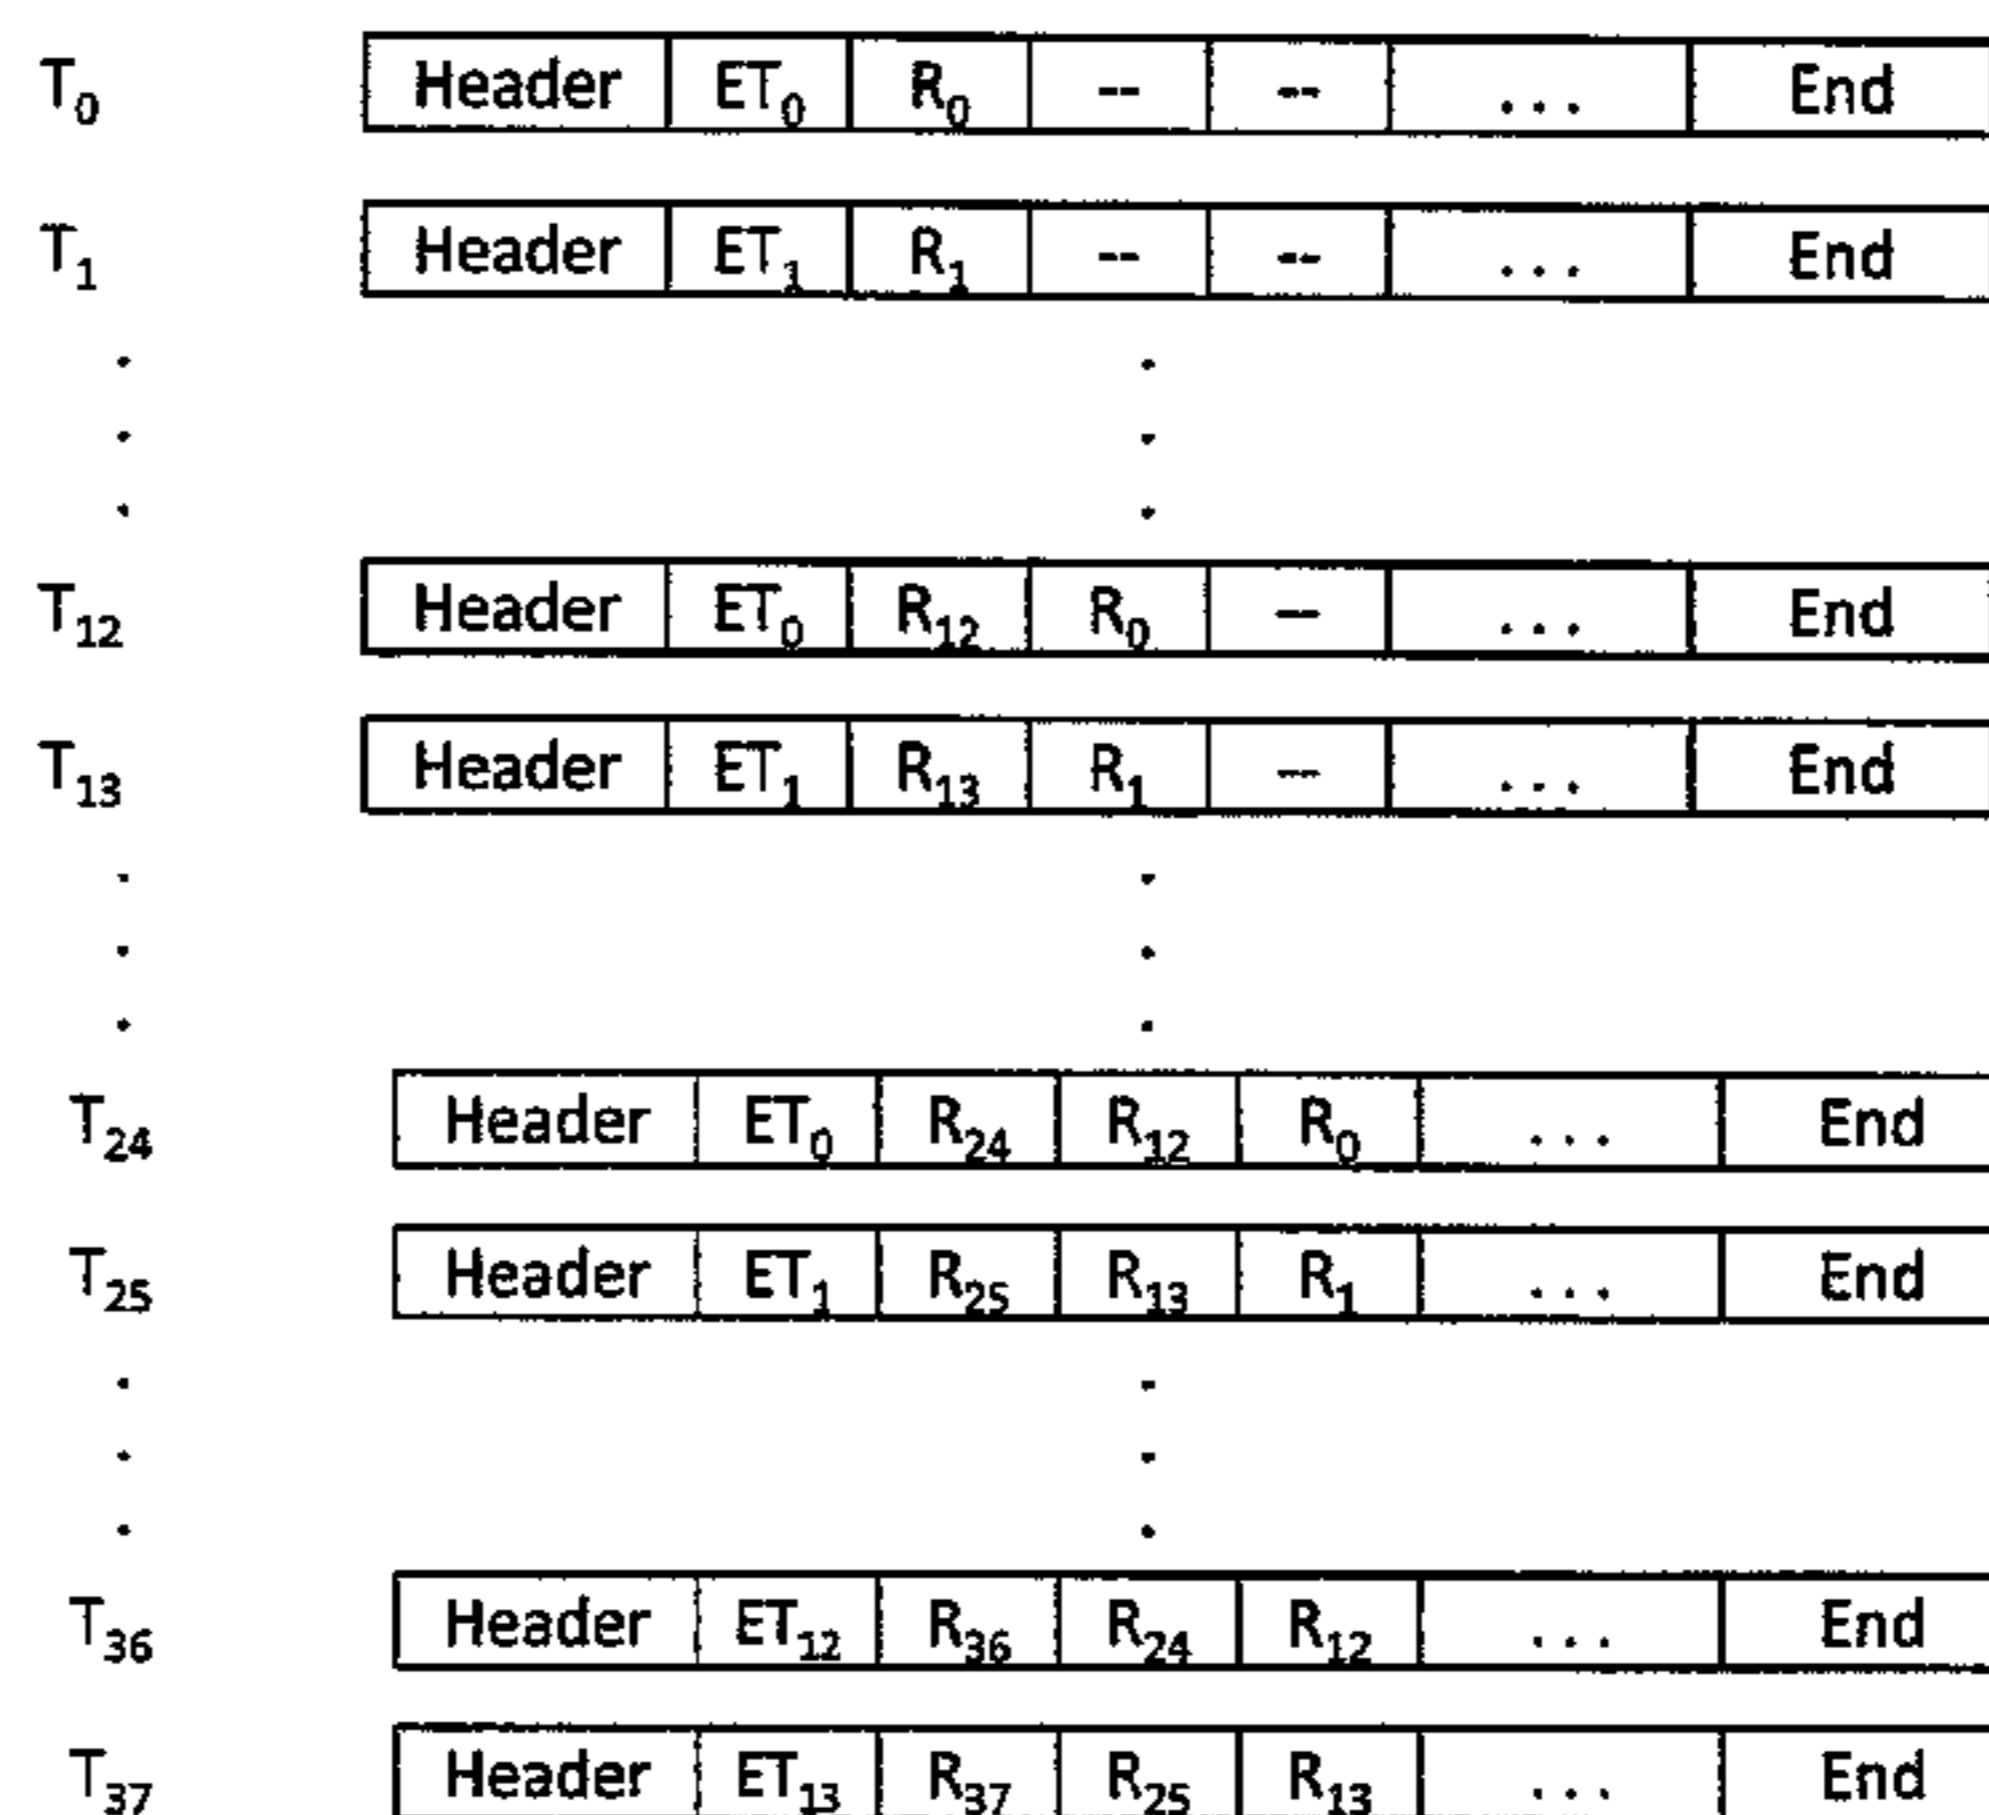 T₀ Header ET₀ R₀ -- -- ... End
T₁ Header ET₁ R₁ -- -- ... End
. .
. .
. .
T₁₂ Header ET₀ R₁₂ R₀ -- ... End
T₁₃ Header ET₁ R₁₃ R₁ -- ... End
. .
. .
. .
T₂₄ Header ET₀ R₂₄ R₁₂ R₀ ... End
T₂₅ Header ET₁ R₂₅ R₁₃ R₁ ... End
. .
. .
. .
T₃₆ Header ET₁₂ R₃₆ R₂₄ R₁₂ ... End
T₃₇ Header ET₁₃ R₃₇ R₂₅ R₁₃ ... End